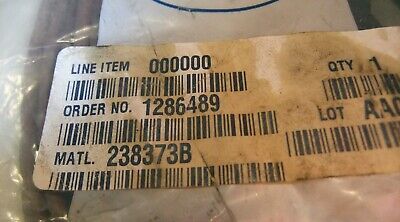 LINE ITEM 000000 QTY 1
ORDER NO. 1286489
LOT
MATL. 238373B